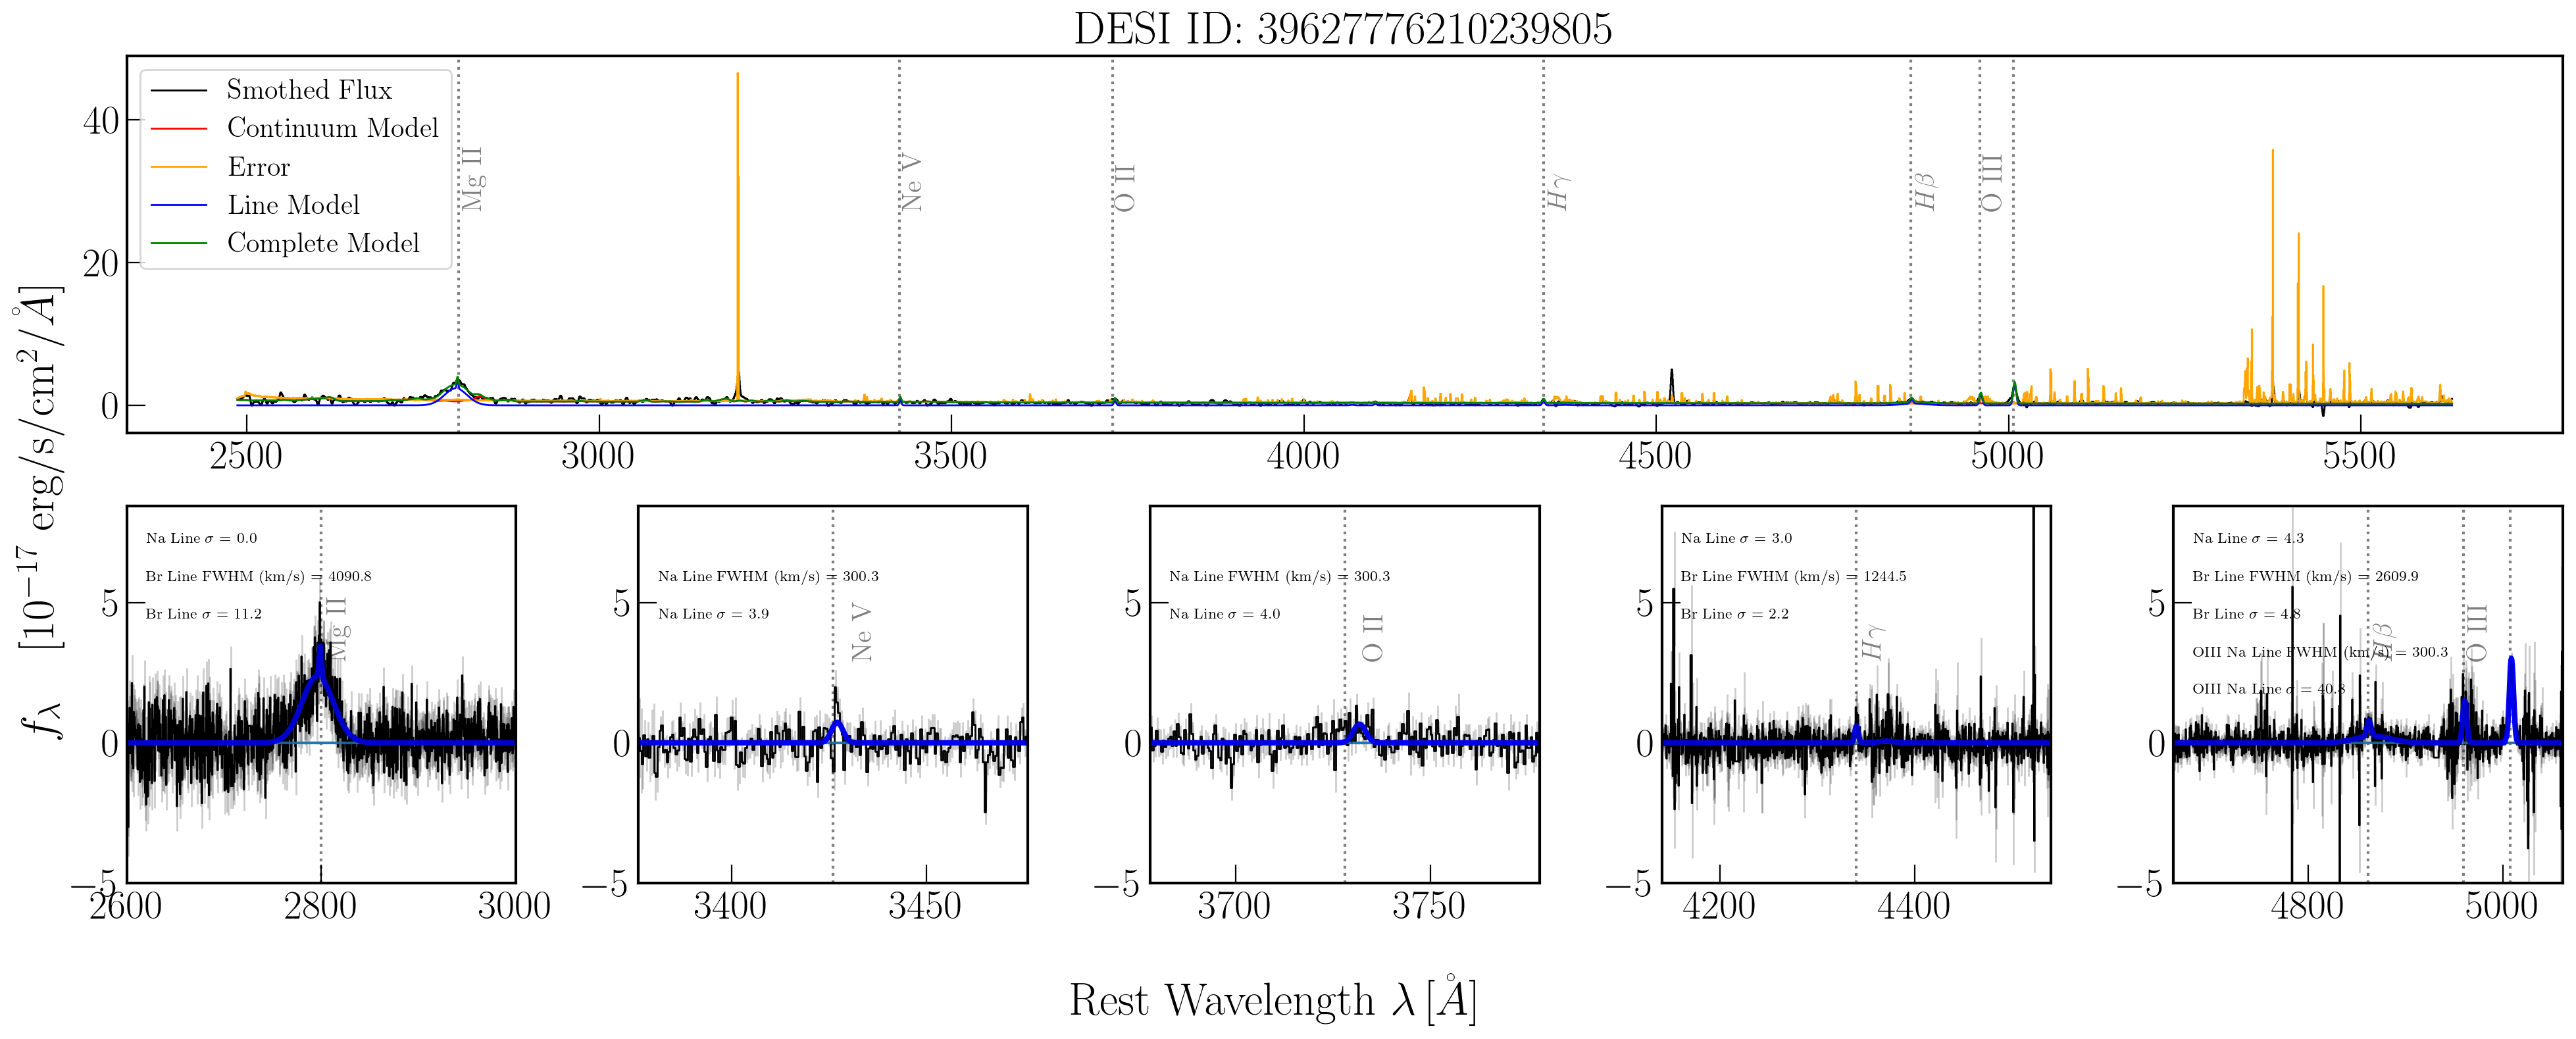 DESI ID: 39627776210239805
Smothed Flux
Continuum Model
Error
Line Model
Complete Model
Mg II
Ne V
O II
Hγ
Hβ
O III
40
20
0
2500 3000 3500 4000 4500 5000 5500
f_λ [10^−17 erg/s/cm^2/Å]
Na Line σ = 0.0
Br Line FWHM (km/s) = 4090.8
Br Line σ = 11.2
Mg II
5
0
−5
2600 2800 3000
Na Line FWHM (km/s) = 300.3
Na Line σ = 3.9
Ne V
5
0
−5
3400 3450
Na Line FWHM (km/s) = 300.3
Na Line σ = 4.0
O II
5
0
−5
3700 3750
Na Line σ = 3.0
Br Line FWHM (km/s) = 1244.5
Br Line σ = 2.2
Hγ
5
0
−5
4200 4400
Na Line σ = 4.3
Br Line FWHM (km/s) = 2609.9
Br Line σ = 4.8
OIII Na Line FWHM (km/s) = 300.3
OIII Na Line σ = 40.8
Hβ
O III
5
0
−5
4800 5000
Rest Wavelength λ [Å]